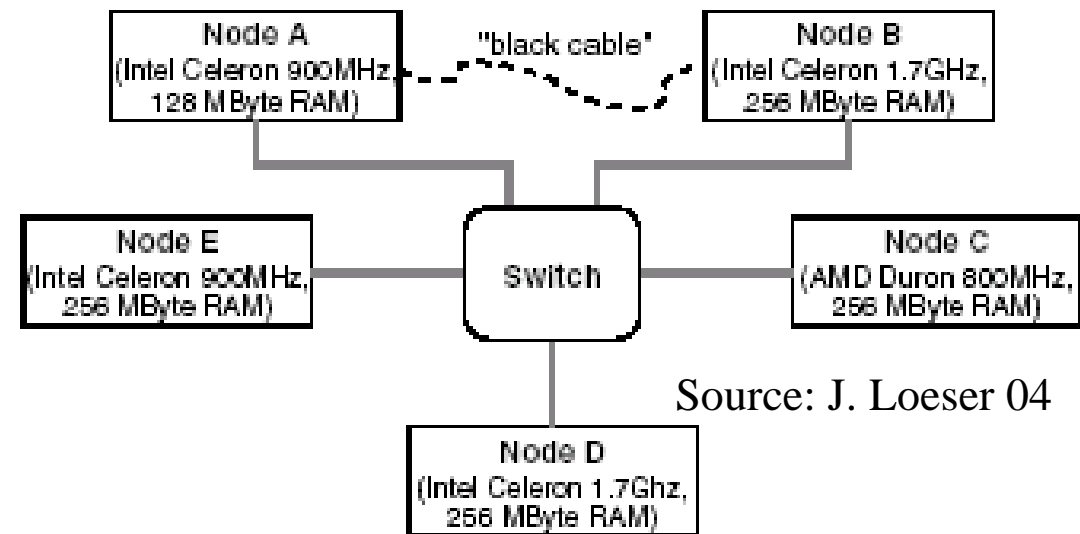 Node A
(Intel Celeron 900MHz,
128 MByte RAM)
"black cable"
Node B
(Intel Celeron 1.7GHz,
256 MByte RAM)
Node E
(Intel Celeron 900MHz,
256 MByte RAM)
Switch
Node C
(AMD Duron 800MHz,
256 MByte RAM)
Source: J. Loeser 04
Node D
(Intel Celeron 1.7Ghz,
256 MByte RAM)